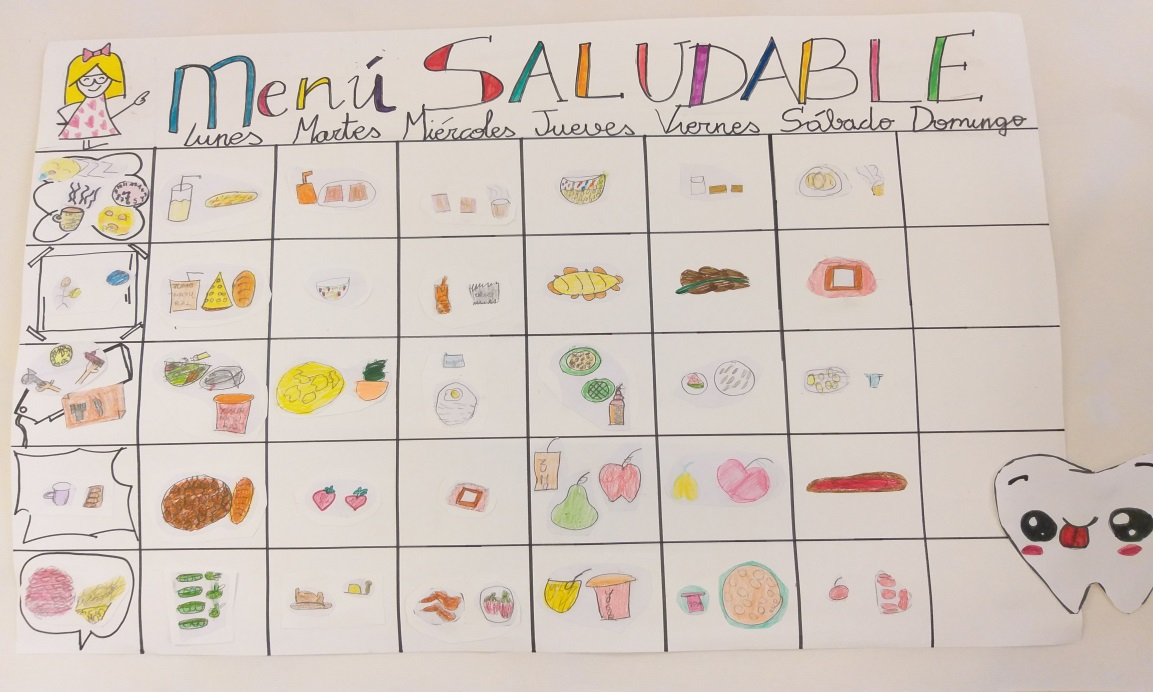 Menú SALUDABLE
Lunes Martes Miércoles Jueves Viernes Sábado Domingo